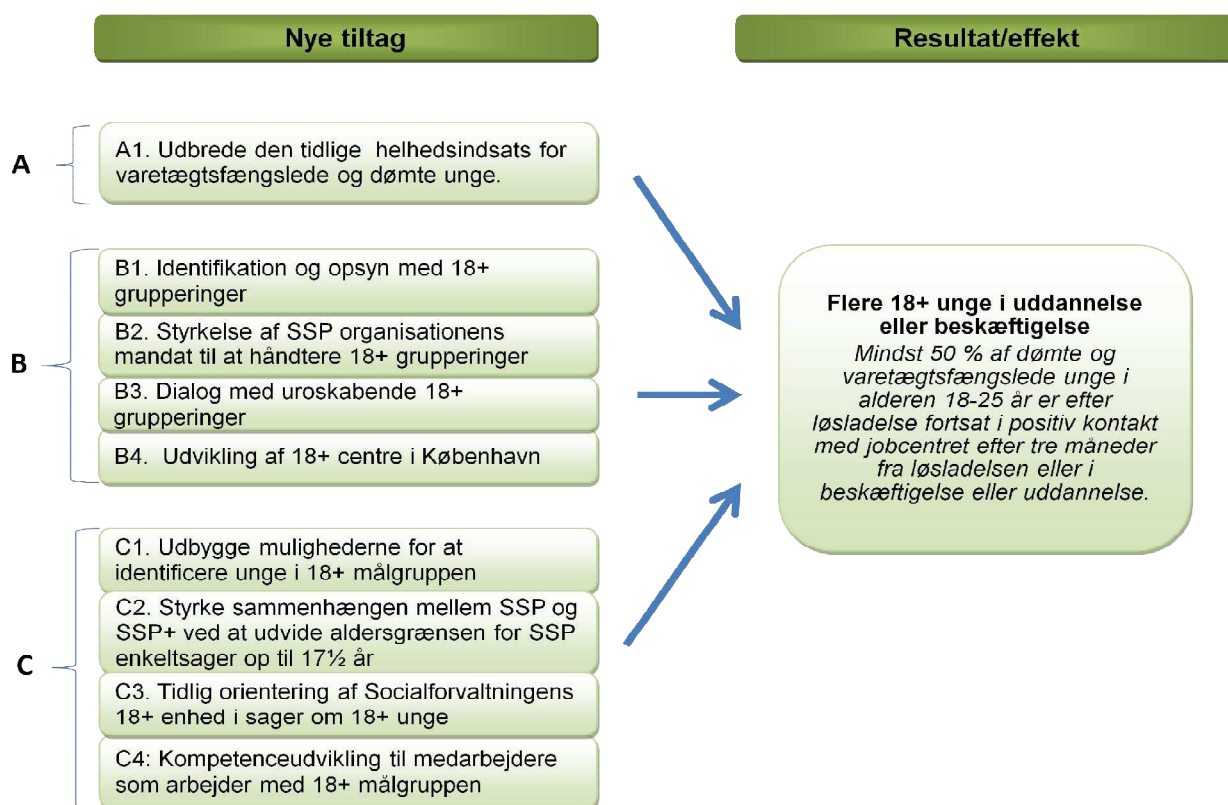 Nye tiltag
Resultat/effekt
A
A1. Udbrede den tidlige helhedsindsats for
varetægtsfængslede og dømte unge.
B
B1. Identifikation og opsyn med 18+
grupperinger
B2. Styrkelse af SSP organisationens
mandat til at håndtere 18+ grupperinger
B3. Dialog med uroskabende 18+
grupperinger
B4. Udvikling af 18+ centre i København
C
C1. Udbygge mulighederne for at
identificere unge i 18+ målgruppen
C2. Styrke sammenhængen mellem SSP og
SSP+ ved at udvide aldersgrænsen for SSP
enkeltsager op til 17½ år
C3. Tidlig orientering af Socialforvaltningens
18+ enhed i sager om 18+ unge
C4: Kompetenceudvikling til medarbejdere
som arbejder med 18+ målgruppen
Flere 18+ unge i uddannelse
eller beskæftigelse
Mindst 50 % af dømte og
varetægtsfængslede unge i
alderen 18-25 år er efter
løsladelse fortsat i positiv kontakt
med jobcentret efter tre måneder
fra løsladelsen eller i
beskæftigelse eller uddannelse.